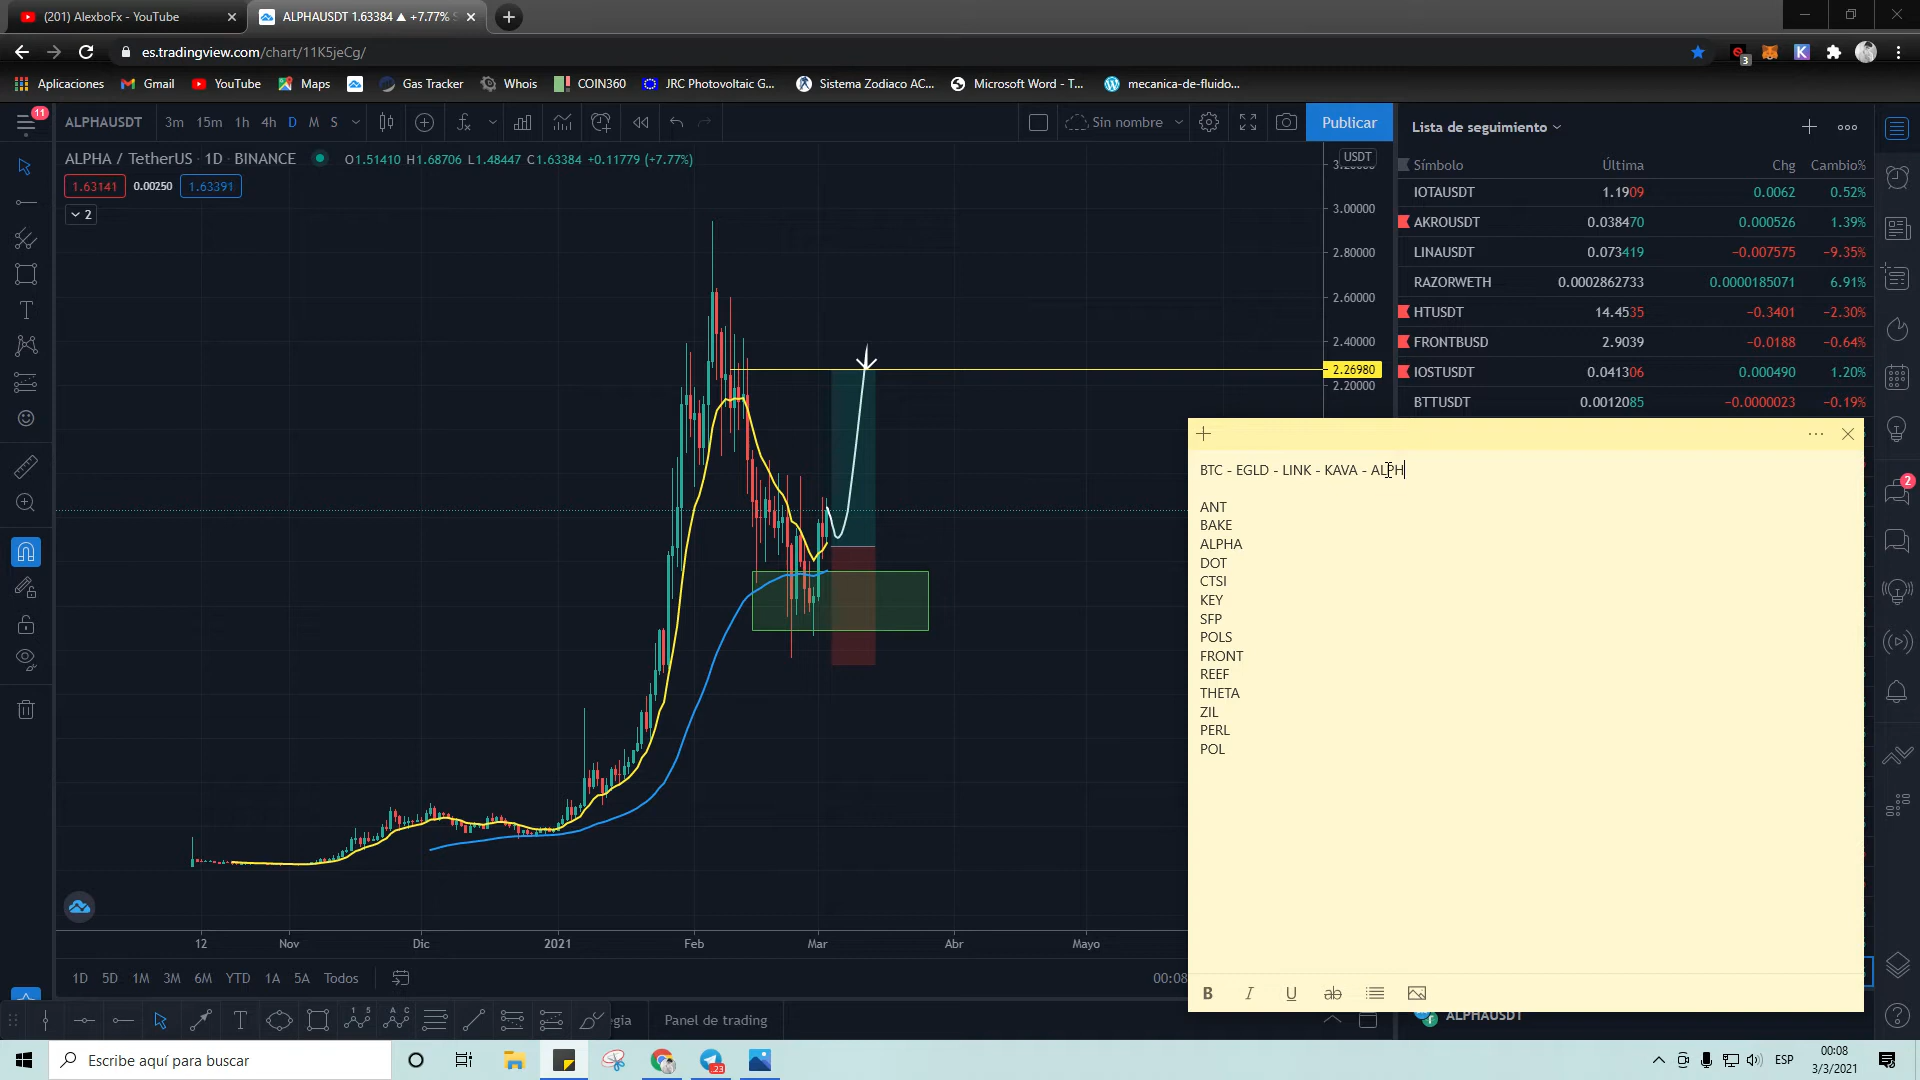 (201) AlexboFx - YouTube
ALPHAUSDT 1.63384 ▲ +7.77%
es.tradingview.com/chart/11K5jeCg/
3
Aplicaciones
Gmail
YouTube
Maps
Gas Tracker
Whois
COIN360
JRC Photovoltaic G...
Sistema Zodiaco AC...
Microsoft Word - T...
mecanica-de-fluido...
11
ALPHAUSDT 3m 15m 1h 4h D M S
Sin nombre
Publicar
ALPHA / TetherUS · 1D · BINANCE
O1.51410 H1.68706 L1.48447 C1.63384 +0.11779 (+7.77%)
1.63141 0.00250 1.63391
2
USDT
3.00000
2.80000
2.60000
2.40000
2.26980
2.20000
12 Nov Dic 2021 Feb Mar Abr Mayo
1D 5D 1M 3M 6M YTD 1A 5A Todos
00:08
Panel de trading
Lista de seguimiento
Símbolo Última Chg Cambio%
IOTAUSDT 1.1909 0.0062 0.52%
AKROUSDT 0.038470 0.000526 1.39%
LINAUSDT 0.073419 −0.007575 −9.35%
RAZORWETH 0.0002862733 0.0000185071 6.91%
HTUSDT 14.4535 −0.3401 −2.30%
FRONTBUSD 2.9039 −0.0188 −0.64%
IOSTUSDT 0.041306 0.000490 1.20%
BTTUSDT 0.0012085 −0.0000023 −0.19%
2
BTC - EGLD - LINK - KAVA - ALPH
ANT
BAKE
ALPHA
DOT
CTSI
KEY
SFP
POLS
FRONT
REEF
THETA
ZIL
PERL
POL
B I U ab
ALPHAUSDT
Escribe aquí para buscar
23
ESP
00:08
3/3/2021